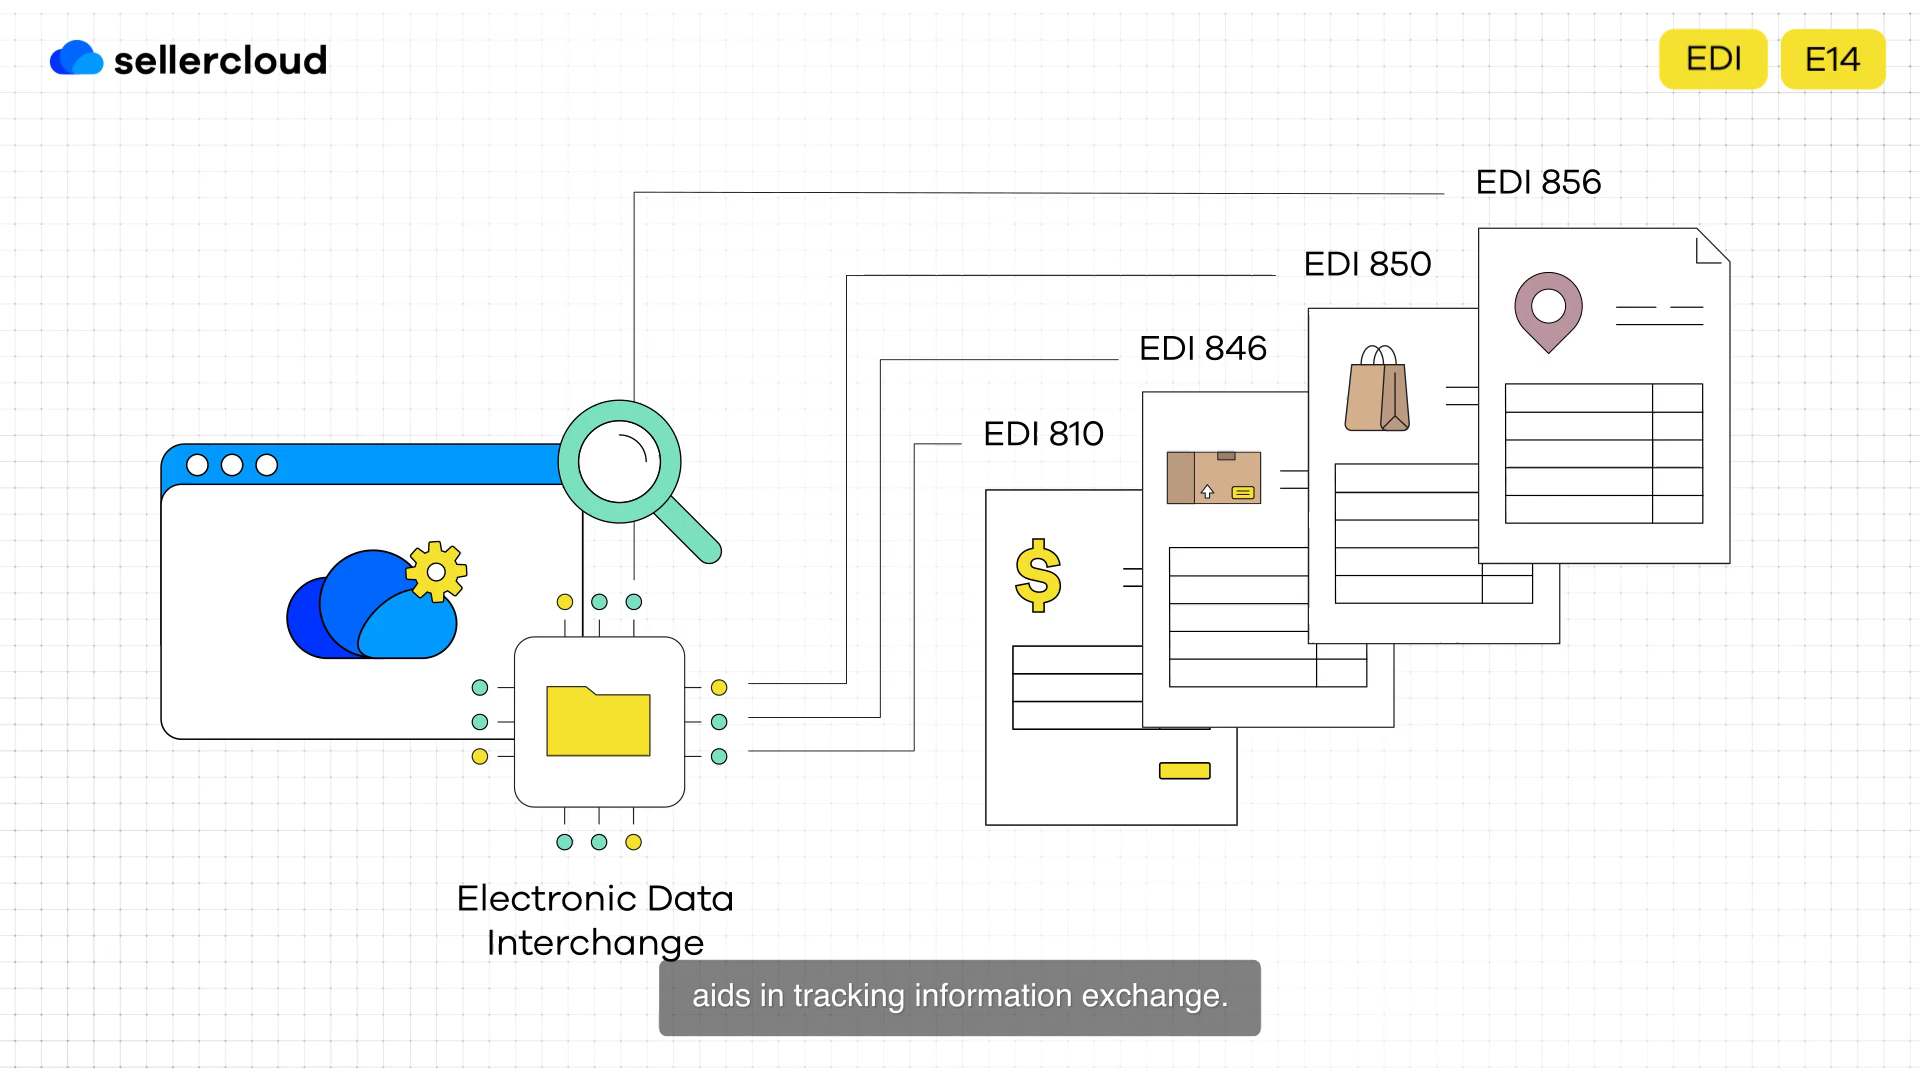 sellercloud
EDI E14
EDI 856
EDI 850
EDI 846
EDI 810
$
Electronic Data
Interchange
aids in tracking information exchange.